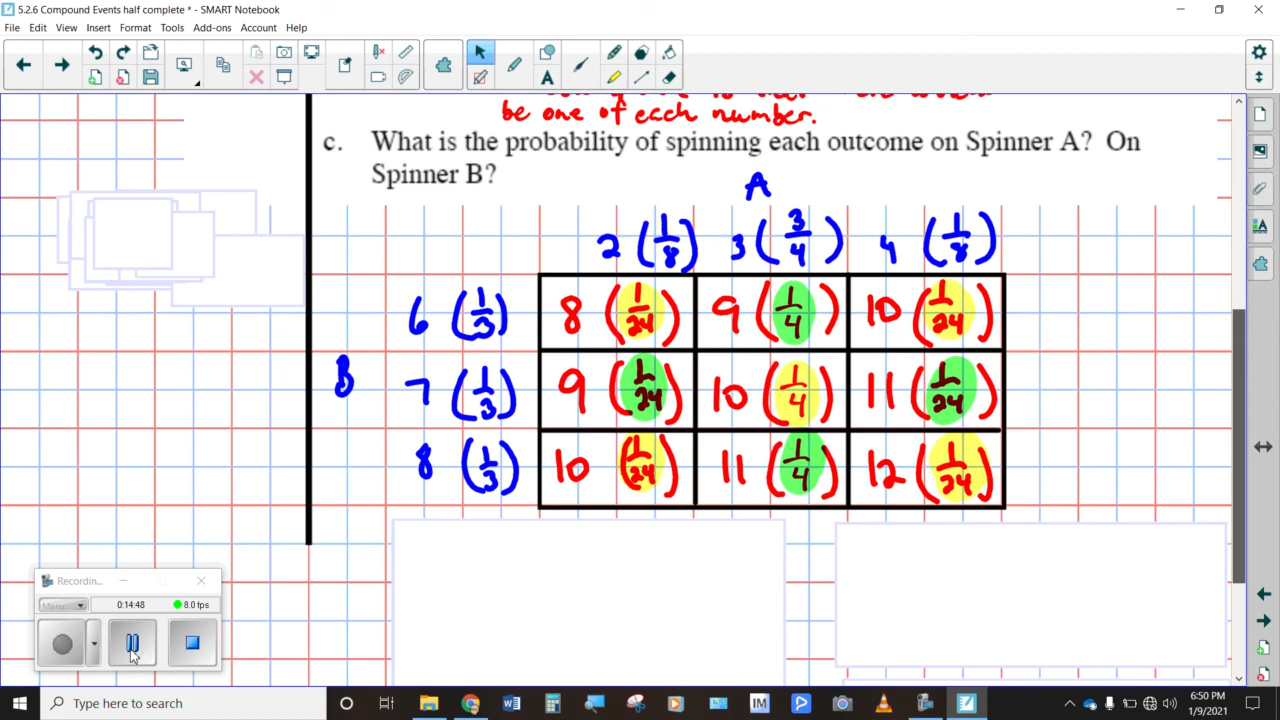 5.2.6 Compound Events half complete * - SMART Notebook
File Edit View Insert Format Tools Add-ons Account Help
be one of each number.
c. What is the probability of spinning each outcome on Spinner A? On
Spinner B?
A
2 (1/8) 3 (3/4) 4 (1/8)
6 (1/3) 8 (1/24) 9 (1/4) 10 (1/24)
B 7 (1/3) 9 (1/24) 10 (1/4) 11 (1/24)
8 (1/3) 10 (1/24) 11 (1/4) 12 (1/24)
Recordin...
Menu
0:14:48 8.0 fps
Type here to search
6:50 PM
1/9/2021